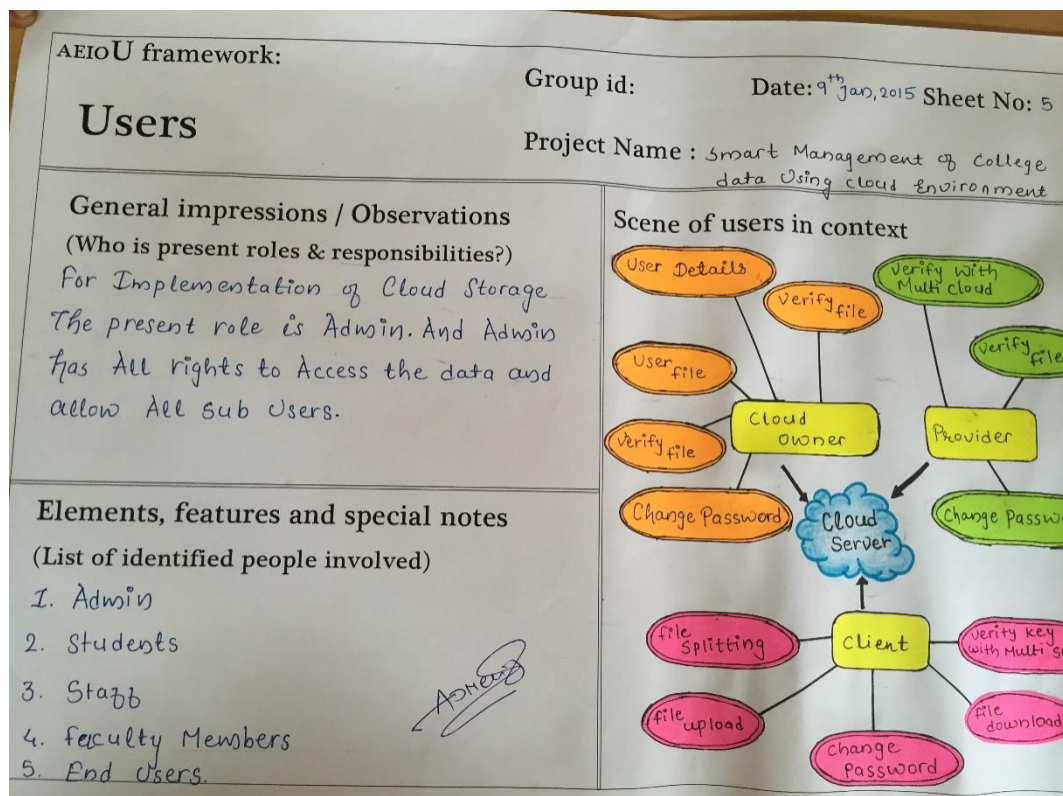 AEIOU framework:
Users
Group id:
Date: 9th Jan, 2015 Sheet No: 5
Project Name : Smart Management of College
data Using cloud Environment
General impressions / Observations
(Who is present roles & responsibilities?)
For Implementation of Cloud Storage
The present role is Admin. And Admin
has All rights to Access the data and
allow All Sub Users.
Elements, features and special notes
(List of identified people involved)
1. Admin
2. Students
3. Staff
4. Faculty Members
5. End Users.
Scene of users in context
User Details
Verify file
User file
Verify file
Change Password
Cloud
Owner
Verify with
Multi cloud
Verify
file
Provider
Change Passw
Cloud
Server
Client
file
Splitting
file
upload
Change
Password
file
download
verity key
with Multi S